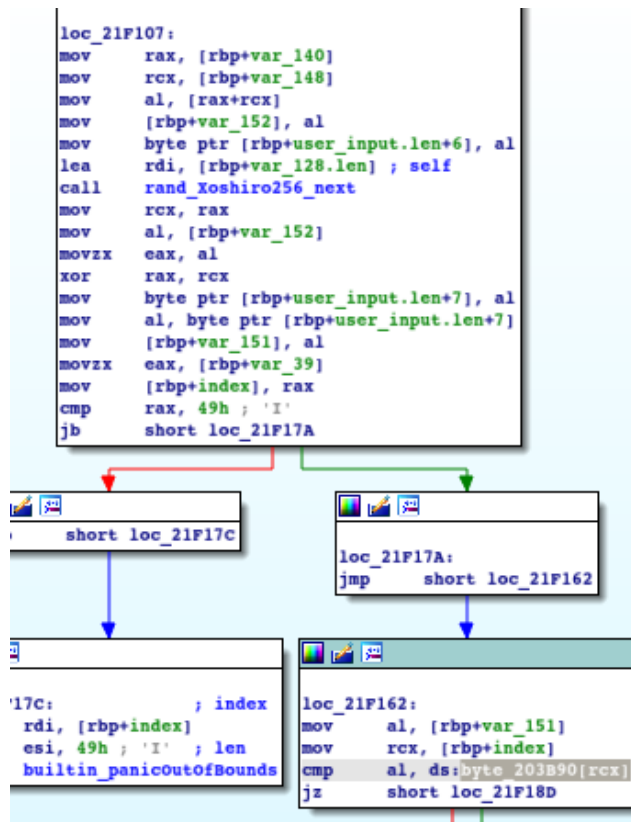 loc_21F107:
mov rax, [rbp+var_140]
mov rcx, [rbp+var_148]
mov al, [rax+rcx]
mov [rbp+var_152], al
mov byte ptr [rbp+user_input.len+6], al
lea rdi, [rbp+var_128.len] ; self
call rand_Xoshiro256_next
mov rcx, rax
mov al, [rbp+var_152]
movzx eax, al
xor rax, rcx
mov byte ptr [rbp+user_input.len+7], al
mov al, byte ptr [rbp+user_input.len+7]
mov [rbp+var_151], al
movzx eax, [rbp+var_39]
mov [rbp+index], rax
cmp rax, 49h ; 'I'
jb short loc_21F17A
short loc_21F17C
loc_21F17A:
jmp short loc_21F162
17C: ; index
rdi, [rbp+index]
esi, 49h ; 'I' ; len
builtin_panicOutOfBounds
loc_21F162:
mov al, [rbp+var_151]
mov rcx, [rbp+index]
cmp al, ds:byte_203B90[rcx]
jz short loc_21F18D